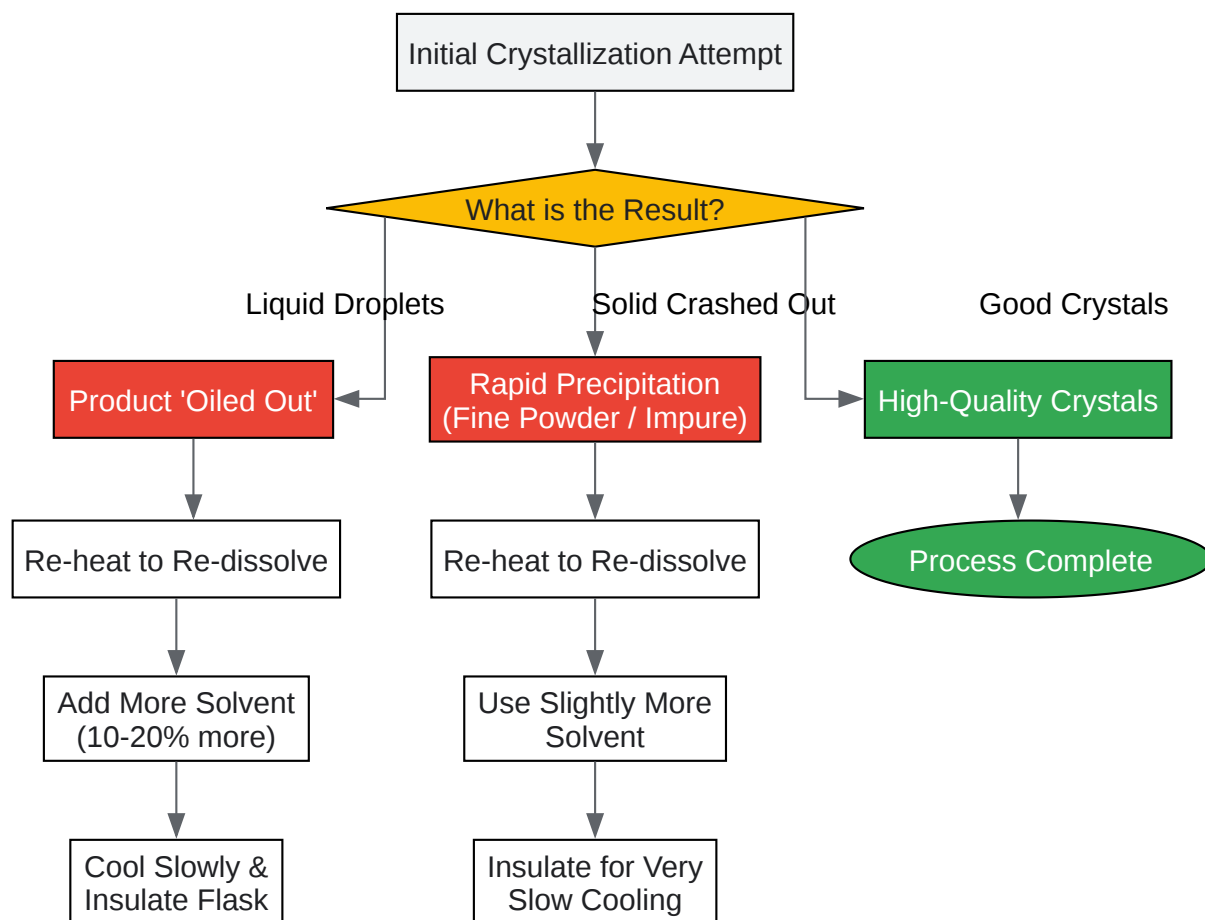 Initial Crystallization Attempt
What is the Result?
Liquid Droplets
Solid Crashed Out
Good Crystals
Product 'Oiled Out'
Rapid Precipitation
(Fine Powder / Impure)
High-Quality Crystals
Re-heat to Re-dissolve
Re-heat to Re-dissolve
Process Complete
Add More Solvent
(10-20% more)
Use Slightly More
Solvent
Cool Slowly &
Insulate Flask
Insulate for Very
Slow Cooling